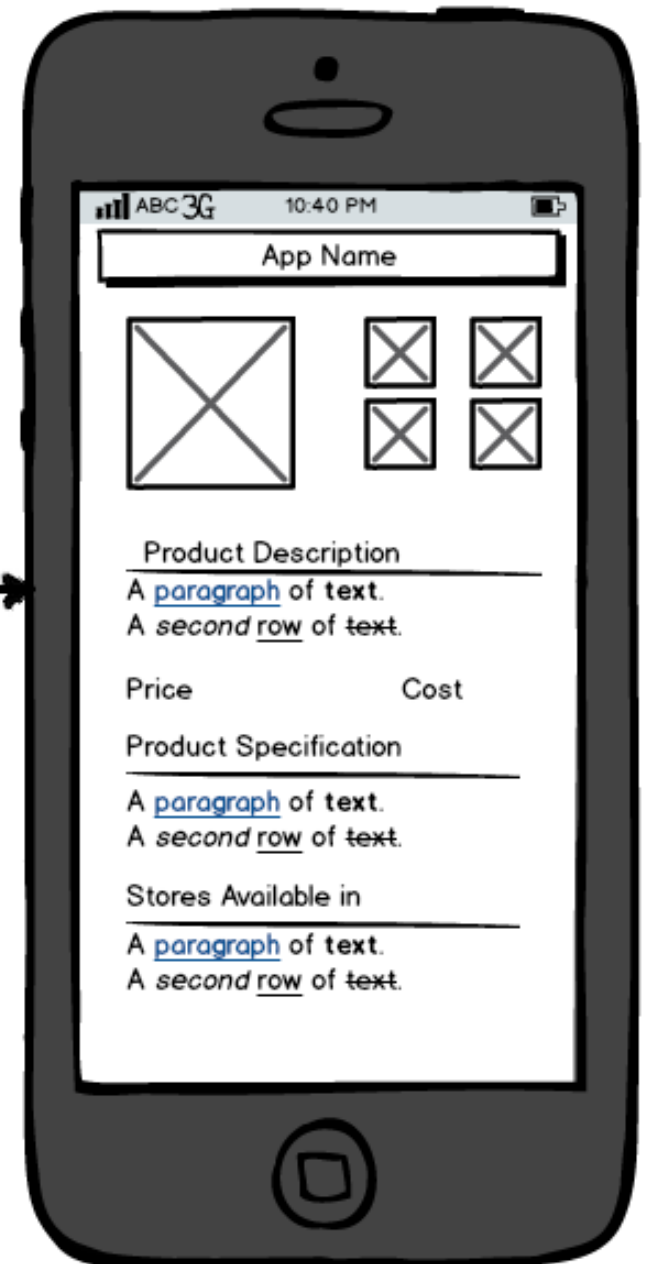 ABC 3G 10:40 PM
App Name
Product Description
A paragraph of text.
A second row of text.
Price Cost
Product Specification
A paragraph of text.
A second row of text.
Stores Available in
A paragraph of text.
A second row of text.